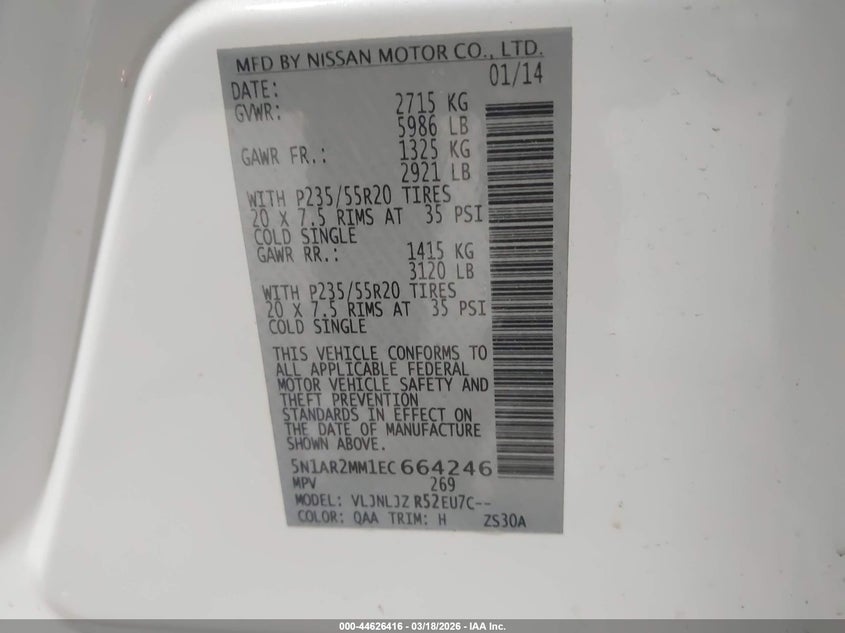 MFD BY NISSAN MOTOR CO., LTD.
DATE: 01/14
GVWR: 2715 KG
5986 LB
GAWR FR.: 1325 KG
2921 LB
WITH P235/55R20 TIRES
20 X 7.5 RIMS AT 35 PSI
COLD SINGLE
GAWR RR.: 1415 KG
3120 LB
WITH P235/55R20 TIRES
20 X 7.5 RIMS AT 35 PSI
COLD SINGLE
THIS VEHICLE CONFORMS TO
ALL APPLICABLE FEDERAL
MOTOR VEHICLE SAFETY AND
THEFT PREVENTION
STANDARDS IN EFFECT ON
THE DATE OF MANUFACTURE
SHOWN ABOVE.
5N1AR2MM1EC664246
MPV 269
MODEL: VLJNLJZ R52EU7C--
COLOR: QAA TRIM: H ZS30A
000-44626416 - 03/18/2026 - IAA Inc.